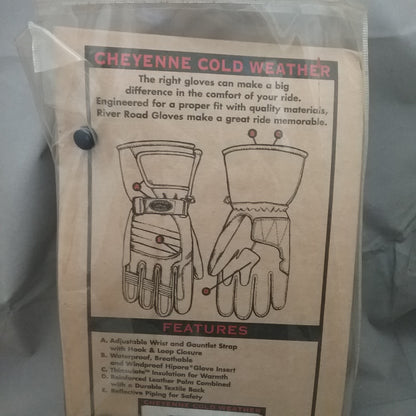 CHEYENNE COLD WEATHER
The right gloves can make a big
difference in the comfort of your ride.
Engineered for a proper fit with quality materials,
River Road Gloves make a great ride memorable.
FEATURES
A. Adjustable Wrist and Gauntlet Strap
with Hook & Loop Closure
B. Waterproof, Breathable
and Windproof Hipora® Glove Insert
C. Thinsulate™ Insulation for Warmth
D. Reinforced Leather Palm Combined
with a Durable Textile Back
E. Reflective Piping for Safety
CHEYENNE COLD WEATHER